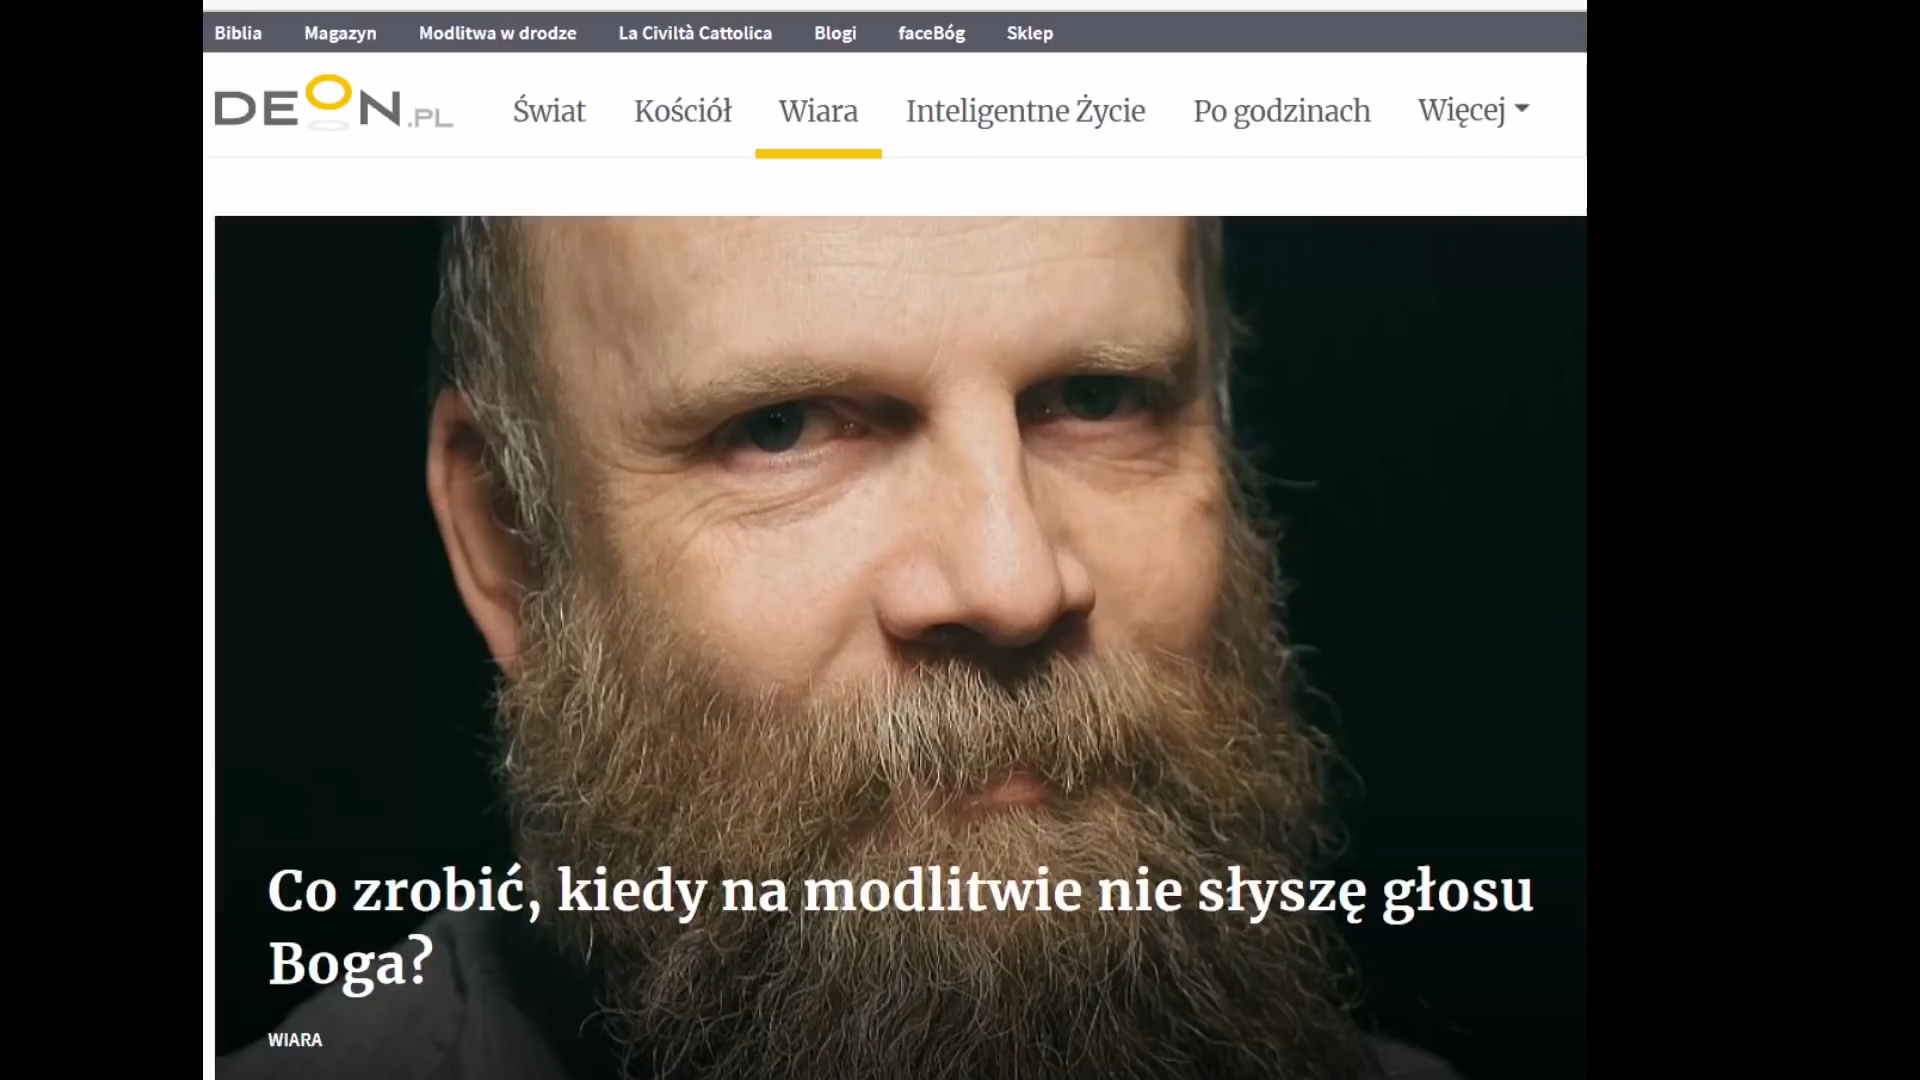 Biblia Magazyn Modlitwa w drodze La Civiltà Cattolica Blogi faceBóg Sklep
DEON.PL Świat Kościół Wiara Inteligentne Życie Po godzinach Więcej
Co zrobić, kiedy na modlitwie nie słyszę głosu
Boga?
WIARA